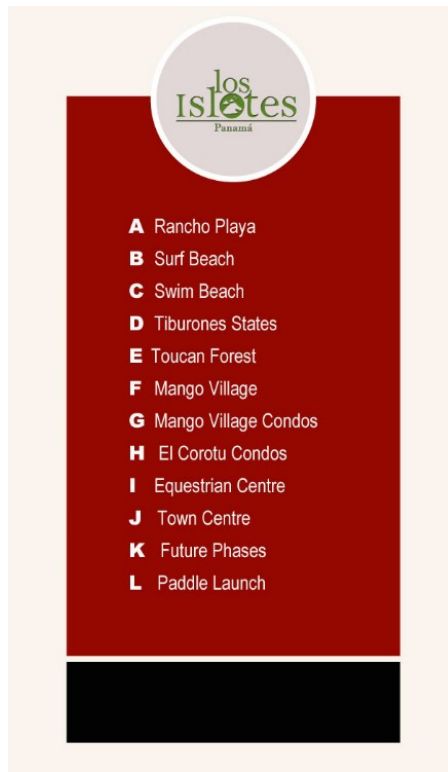 los
Islotes
Panamá
A Rancho Playa
B Surf Beach
C Swim Beach
D Tiburones States
E Toucan Forest
F Mango Village
G Mango Village Condos
H El Corotu Condos
I Equestrian Centre
J Town Centre
K Future Phases
L Paddle Launch